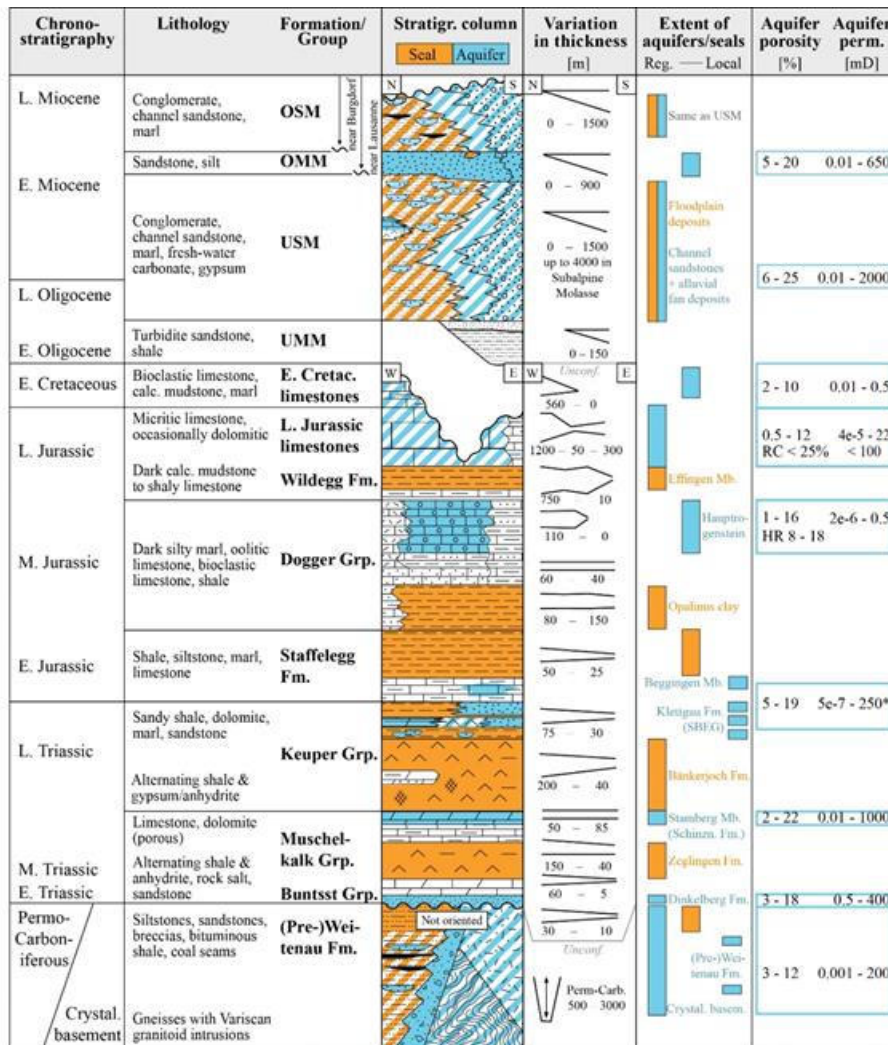 Chrono-
stratigraphy
Lithology
Formation/
Group
Stratigr. column
Seal Aquifer
Variation
in thickness
[m]
Extent of
aquifers/seals
Reg. — Local
Aquifer
porosity
[%]
Aquifer
perm.
[mD]
L. Miocene
Conglomerate,
channel sandstone,
marl
OSM
near Burgdorf
near Lausanne
N S
N S
0 – 1500
Same as USM
Sandstone, silt
OMM
0 – 900
5 - 20 0.01 - 650
E. Miocene
Conglomerate,
channel sandstone,
marl, fresh-water
carbonate, gypsum
USM
0 – 1500
up to 4000 in
Subalpine
Molasse
Floodplain
deposits
Channel
sandstones
+ alluvial
fan deposits
6 - 25 0.01 - 2000
L. Oligocene
E. Oligocene
Turbidite sandstone,
shale
UMM
0 – 150
E. Cretaceous
Bioclastic limestone,
calc. mudstone, marl
E. Cretac.
limestones
W E
W Unconf. E
560 – 0
2 - 10 0.01 - 0.5
L. Jurassic
Micritic limestone,
occasionally dolomitic
L. Jurassic
limestones
1200 – 50 – 300
0.5 - 12 4e-5 - 22
RC < 25% < 100
Dark calc. mudstone
to shaly limestone
Wildegg Fm.
750 10
Effingen Mb.
M. Jurassic
Dark silty marl, oolitic
limestone, bioclastic
limestone, shale
Dogger Grp.
110 – 0
60 40
80 - 150
Hauptro-
genstein
1 - 16 2e-6 - 0.5
HR 8 - 18
Opalinus clay
E. Jurassic
Shale, siltstone, marl,
limestone
Staffelegg
Fm.
50 – 25
Beggingen Mb.
L. Triassic
Sandy shale, dolomite,
marl, sandstone
Keuper Grp.
75 – 30
Klettgau Fm.
(SBEG)
5 - 19 5e-7 - 250*
Alternating shale &
gypsum/anhydrite
200 – 40
Bänkerjoch Fm.
Limestone, dolomite
(porous)
Muschel-
kalk Grp.
50 – 85
Stamberg Mb.
(Schinzn. Fm.)
2 - 22 0.01 - 1000
M. Triassic
Alternating shale &
anhydrite, rock salt,
sandstone
150 – 40
Zeglingen Fm.
E. Triassic
Buntsst Grp.
60 – 5
Dinkelberg Fm.
3 - 18 0.5 - 400
Permo-
Carbon-
iferous
Siltstones, sandstones,
breccias, bituminous
shale, coal seams
(Pre-)Wei-
tenau Fm.
Not oriented
30 – 10
Unconf.
(Pre-)Wei-
tenau Fm.
3 - 12 0.001 - 200
Perm-Carb.
500 3000
Crystal. basem.
Crystal.
basement
Gneisses with Variscan
granitoid intrusions